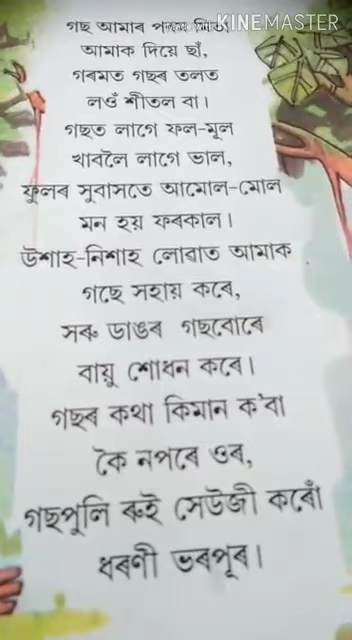 গছ আমাৰ পৰম মিত্ৰ
KINEMASTER
আমাক দিয়ে ছাঁ,
গৰমত গছৰ তলত
লওঁ শীতল বা।
গছত লাগে ফল-মূল
খাবলৈ লাগে ভাল,
ফুলৰ সুবাসতে আমোল-মোল
মন হয় ফৰকাল।
উশাহ-নিশাহ লোৱাত আমাক
গছে সহায় কৰে,
সৰু ডাঙৰ গছবোৰে
বায়ু শোধন কৰে।
গছৰ কথা কিমান ক'বা
কৈ নপৰে ওৰ,
গছপুলি ৰুই সেউজী কৰোঁ
ধৰণী ভৰপূৰ।